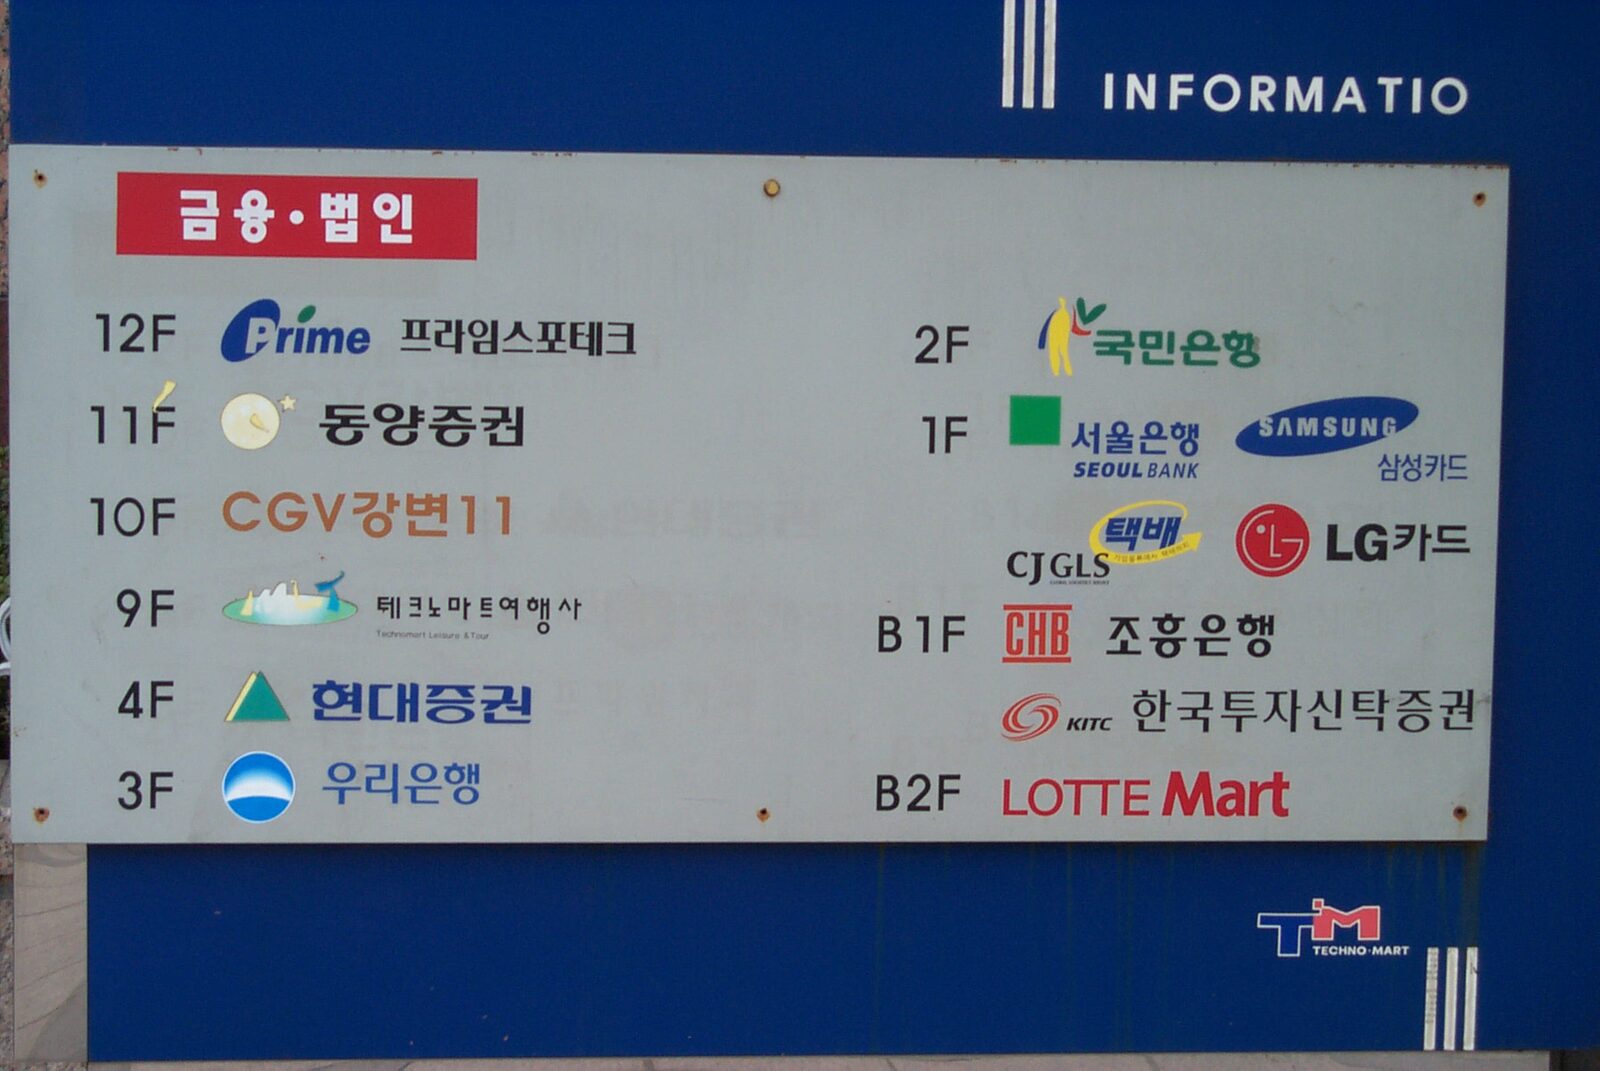 INFORMATIO
금융·법인
12F Prime 프라임스포테크
11F 동양증권
10F CGV강변11
9F 테크노마트여행사
Technomart Leisure & Tour
4F 현대증권
3F 우리은행
2F 국민은행
1F 서울은행 SEOUL BANK SAMSUNG 삼성카드
CJ GLS 택배 LG카드
B1F CHB 조흥은행
KITC 한국투자신탁증권
B2F LOTTE Mart
TM
TECHNO·MART